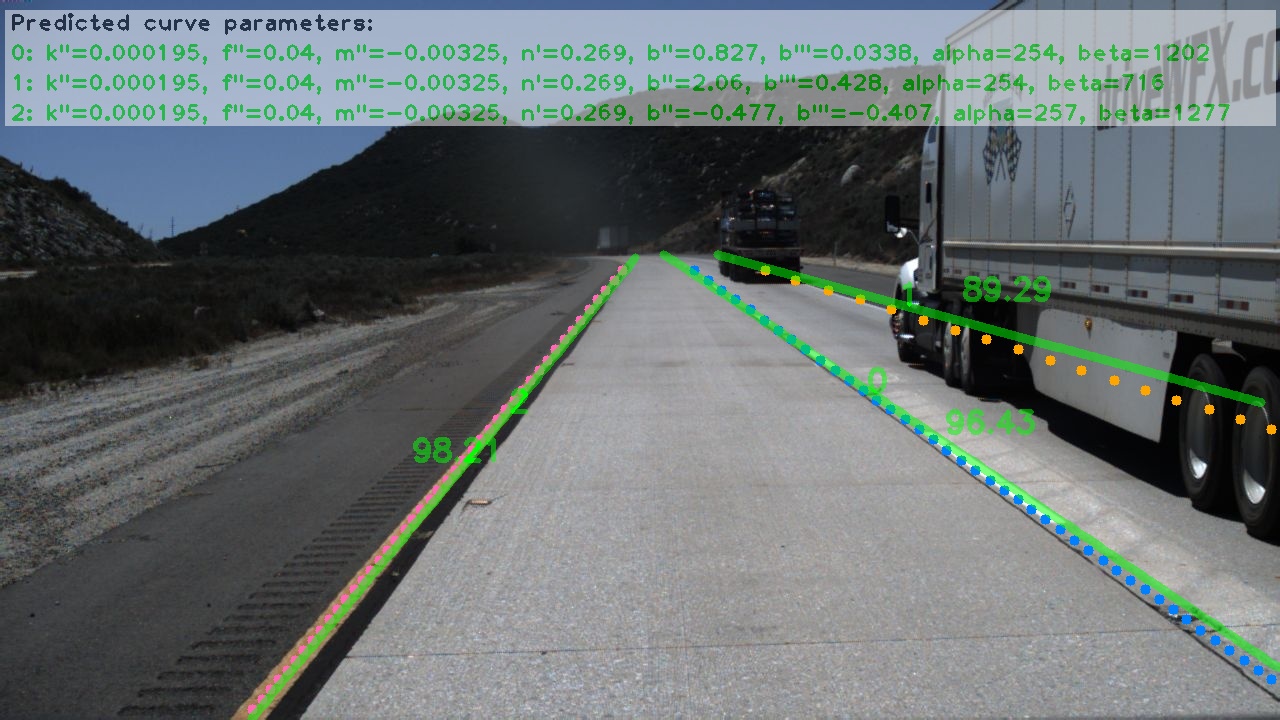 Predicted curve parameters:
0: k''=0.000195, f''=0.04, m''=-0.00325, n'=0.269, b''=0.827, b'''=0.0338, alpha=254, beta=1202
1: k''=0.000195, f''=0.04, m''=-0.00325, n'=0.269, b''=2.06, b'''=0.428, alpha=254, beta=716
2: k''=0.000195, f''=0.04, m''=-0.00325, n'=0.269, b''=-0.477, b'''=-0.407, alpha=257, beta=1277
1 89.29
0
96.43
98.21